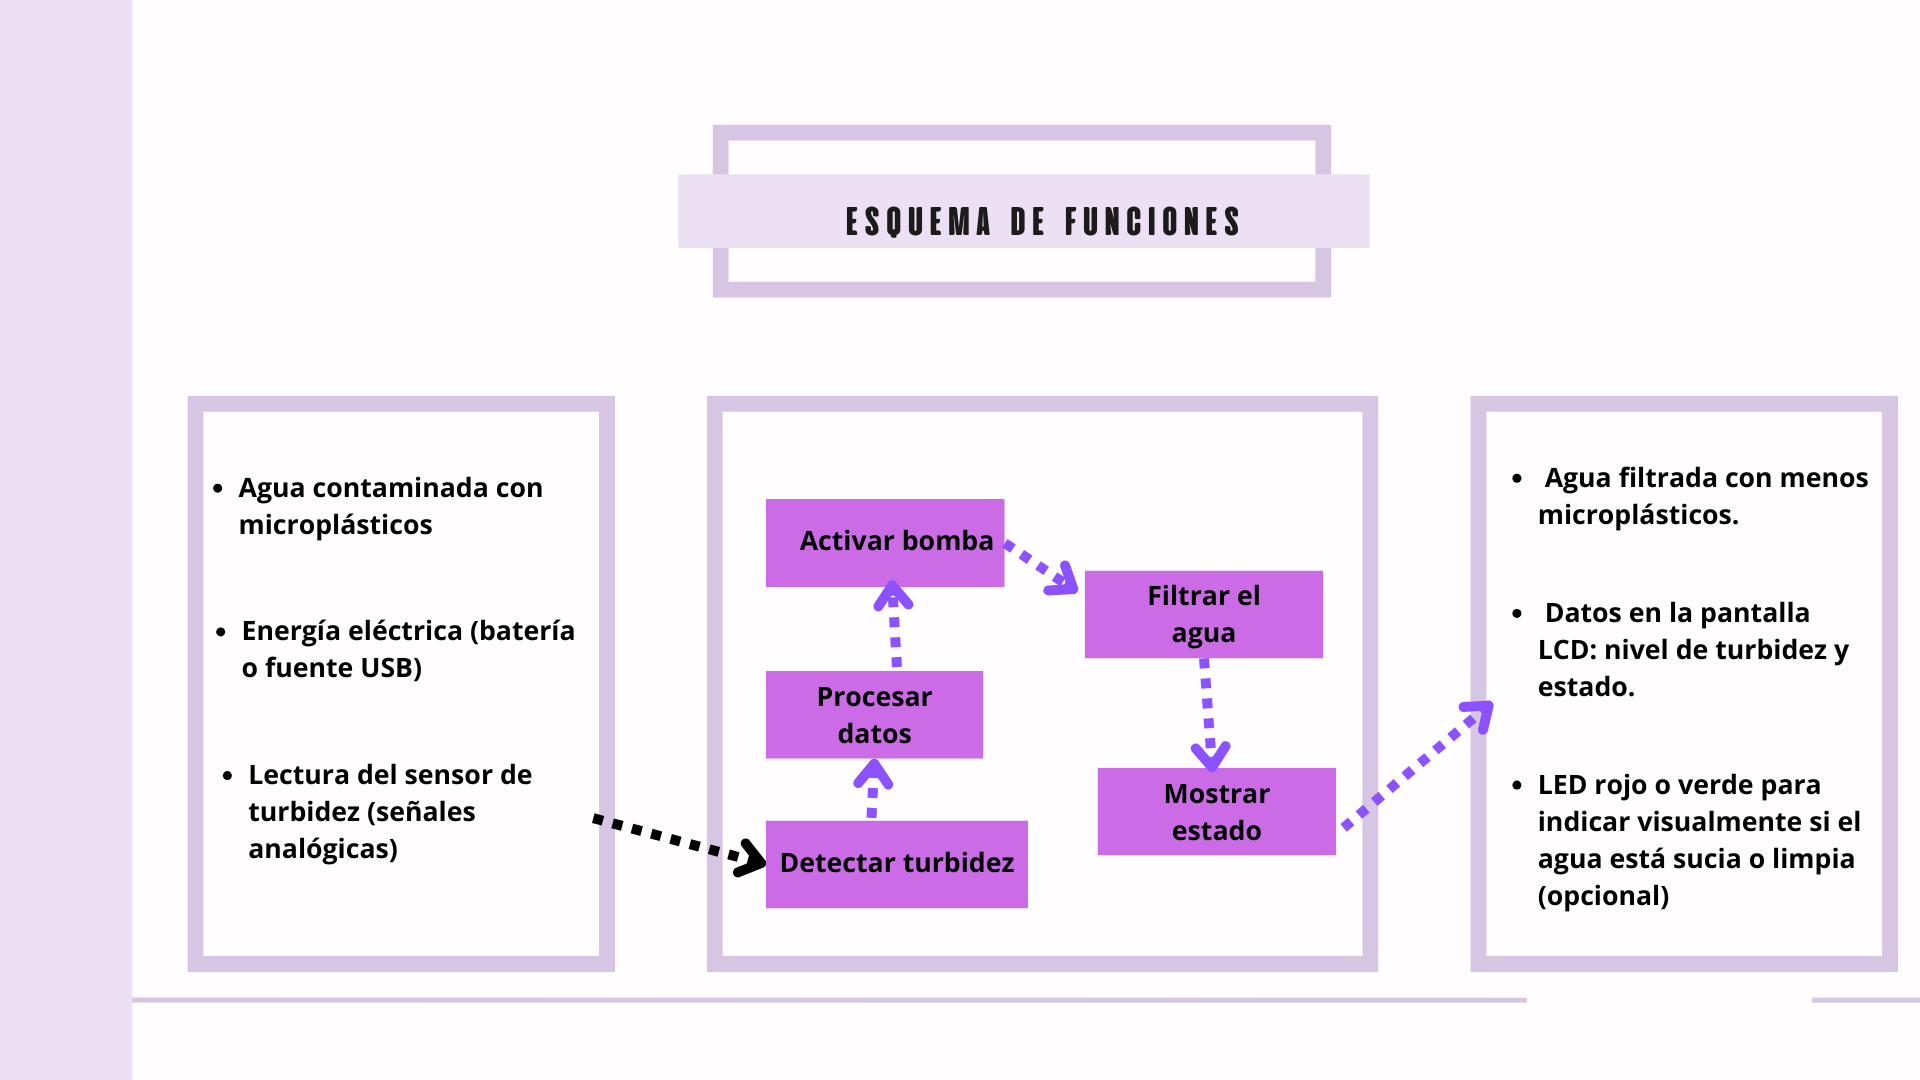 ESQUEMA DE FUNCIONES
• Agua contaminada con
microplásticos
• Energía eléctrica (batería
o fuente USB)
• Lectura del sensor de
turbidez (señales
analógicas)
Activar bomba
Procesar
datos
Detectar turbidez
Filtrar el
agua
Mostrar
estado
• Agua filtrada con menos
microplásticos.
• Datos en la pantalla
LCD: nivel de turbidez y
estado.
• LED rojo o verde para
indicar visualmente si el
agua está sucia o limpia
(opcional)